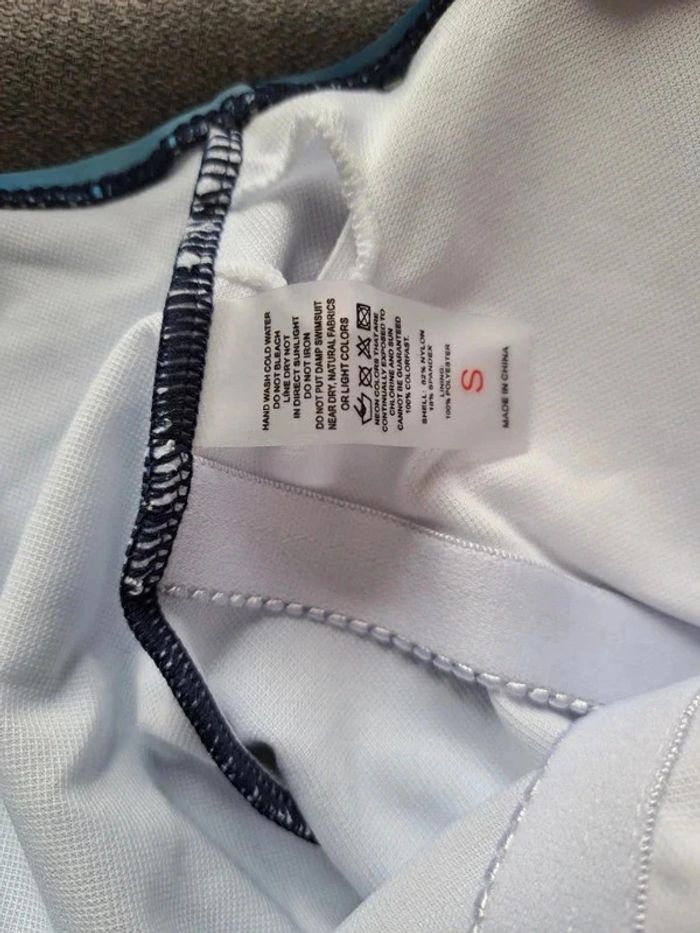 HAND WASH COLD WATER
DO NOT BLEACH
LINE DRY NOT
IN DIRECT SUNLIGHT
DO NOT IRON
DO NOT PUT DAMP SWIMSUIT
NEAR DRY, NATURAL FABRICS
OR LIGHT COLORS
NEON COLORS THAT ARE
CONTINUALLY EXPOSED TO
CHLORINE AND SUN
CANNOT BE GUARANTEED
100% COLORFAST.
SHELL: 82% NYLON
18% SPANDEX
LINING:
100% POLYESTER
S
MADE IN CHINA